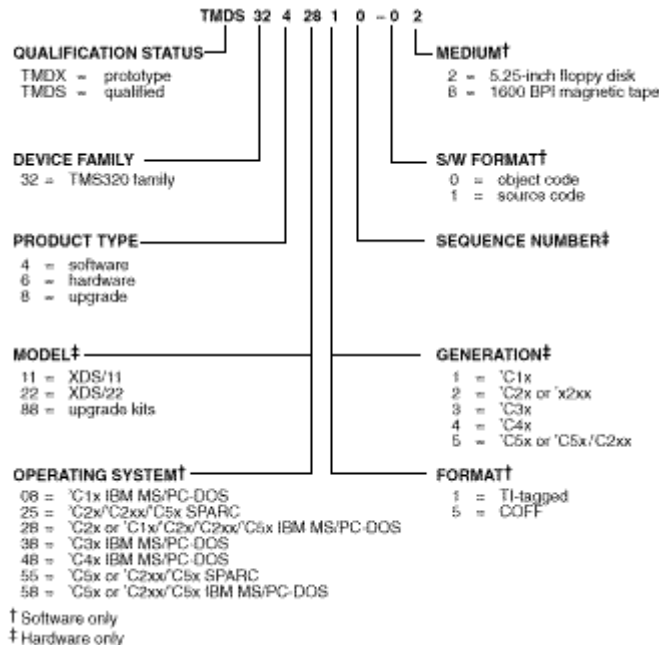 TMDS 32 4 28 1 0 – 0 2
QUALIFICATION STATUS
TMDX = prototype
TMDS = qualified
DEVICE FAMILY
32 = TMS320 family
PRODUCT TYPE
4 = software
6 = hardware
8 = upgrade
MODEL‡
11 = XDS/11
22 = XDS/22
88 = upgrade kits
OPERATING SYSTEM†
08 = 'C1x IBM MS/PC-DOS
25 = 'C2x/'C2xx/'C5x SPARC
28 = 'C2x or 'C1x/'C2x/'C2xx/'C5x IBM MS/PC-DOS
38 = 'C3x IBM MS/PC-DOS
48 = 'C4x IBM MS/PC-DOS
55 = 'C5x or 'C2xx/'C5x SPARC
58 = 'C5x or 'C2xx/'C5x IBM MS/PC-DOS
MEDIUM†
2 = 5.25-inch floppy disk
8 = 1600 BPI magnetic tape
S/W FORMAT†
0 = object code
1 = source code
SEQUENCE NUMBER‡
GENERATION‡
1 = 'C1x
2 = 'C2x or 'x2xx
3 = 'C3x
4 = 'C4x
5 = 'C5x or 'C5x/'C2xx
FORMAT†
1 = TI-tagged
5 = COFF
† Software only
‡ Hardware only